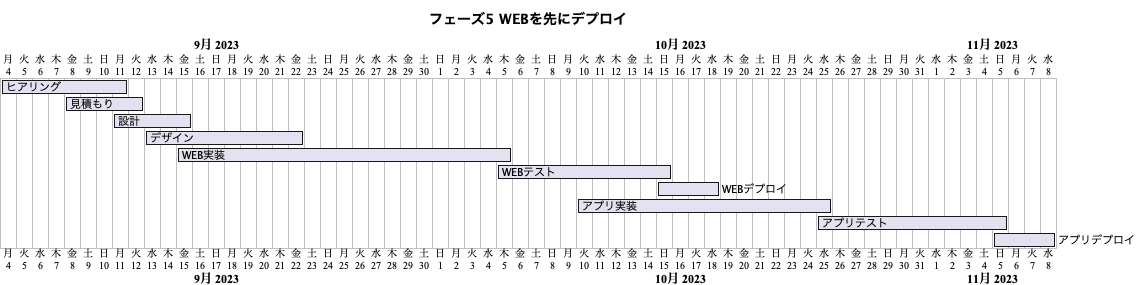 フェーズ5 WEBを先にデプロイ
9月 2023 10月 2023 11月 2023
月 火 水 木 金 土 日 月 火 水 木 金 土 日 月 火 水 木 金 土 日 月 火 水 木 金 土 日 月 火 水 木 金 土 日 月 火 水 木 金 土 日 月 火 水 木 金 土 日 月 火 水 木 金 土 日 月 火 水 木 金 土 日 月 火 水
4 5 6 7 8 9 10 11 12 13 14 15 16 17 18 19 20 21 22 23 24 25 26 27 28 29 30 1 2 3 4 5 6 7 8 9 10 11 12 13 14 15 16 17 18 19 20 21 22 23 24 25 26 27 28 29 30 31 1 2 3 4 5 6 7 8
ヒアリング
見積もり
設計
デザイン
WEB実装
WEBテスト
WEBデプロイ
アプリ実装
アプリテスト
アプリデプロイ
月 火 水 木 金 土 日 月 火 水 木 金 土 日 月 火 水 木 金 土 日 月 火 水 木 金 土 日 月 火 水 木 金 土 日 月 火 水 木 金 土 日 月 火 水 木 金 土 日 月 火 水 木 金 土 日 月 火 水 木 金 土 日 月 火 水
4 5 6 7 8 9 10 11 12 13 14 15 16 17 18 19 20 21 22 23 24 25 26 27 28 29 30 1 2 3 4 5 6 7 8 9 10 11 12 13 14 15 16 17 18 19 20 21 22 23 24 25 26 27 28 29 30 31 1 2 3 4 5 6 7 8
9月 2023 10月 2023 11月 2023